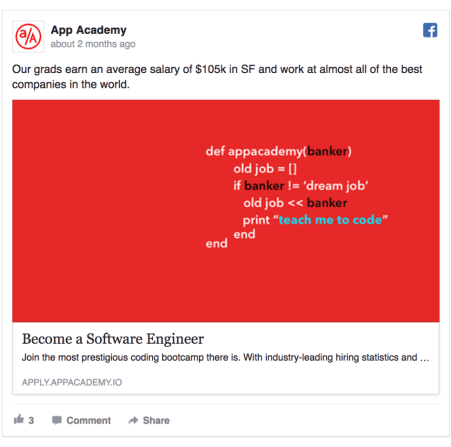 a/A
App Academy
about 2 months ago
Our grads earn an average salary of $105k in SF and work at almost all of the best
companies in the world.
def appacademy(banker)
old job = []
if banker != ‘dream job’
old job << banker
print “teach me to code“
end
end
Become a Software Engineer
Join the most prestigious coding bootcamp there is. With industry-leading hiring statistics and ...
APPLY.APPACADEMY.IO
3 Comment Share